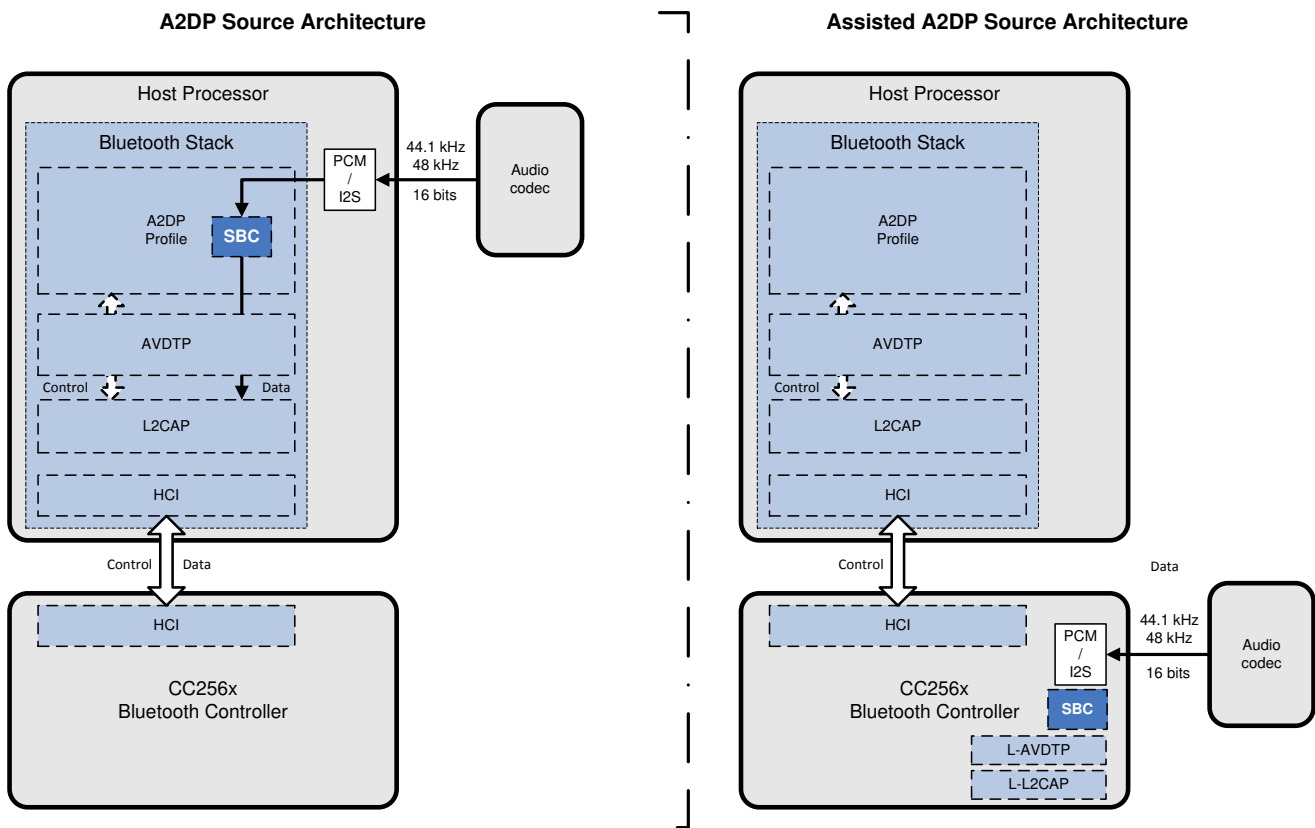 A2DP Source Architecture
Host Processor
Bluetooth Stack
A2DP
Profile
SBC
PCM
/
I2S
44.1 kHz
48 kHz
16 bits
Audio
codec
AVDTP
Control
Data
L2CAP
HCI
Control
Data
HCI
CC256x
Bluetooth Controller
Assisted A2DP Source Architecture
Host Processor
Bluetooth Stack
A2DP
Profile
AVDTP
Control
L2CAP
HCI
Control
Data
HCI
PCM
/
I2S
44.1 kHz
48 kHz
16 bits
Audio
codec
CC256x
Bluetooth Controller
SBC
L-AVDTP
L-L2CAP